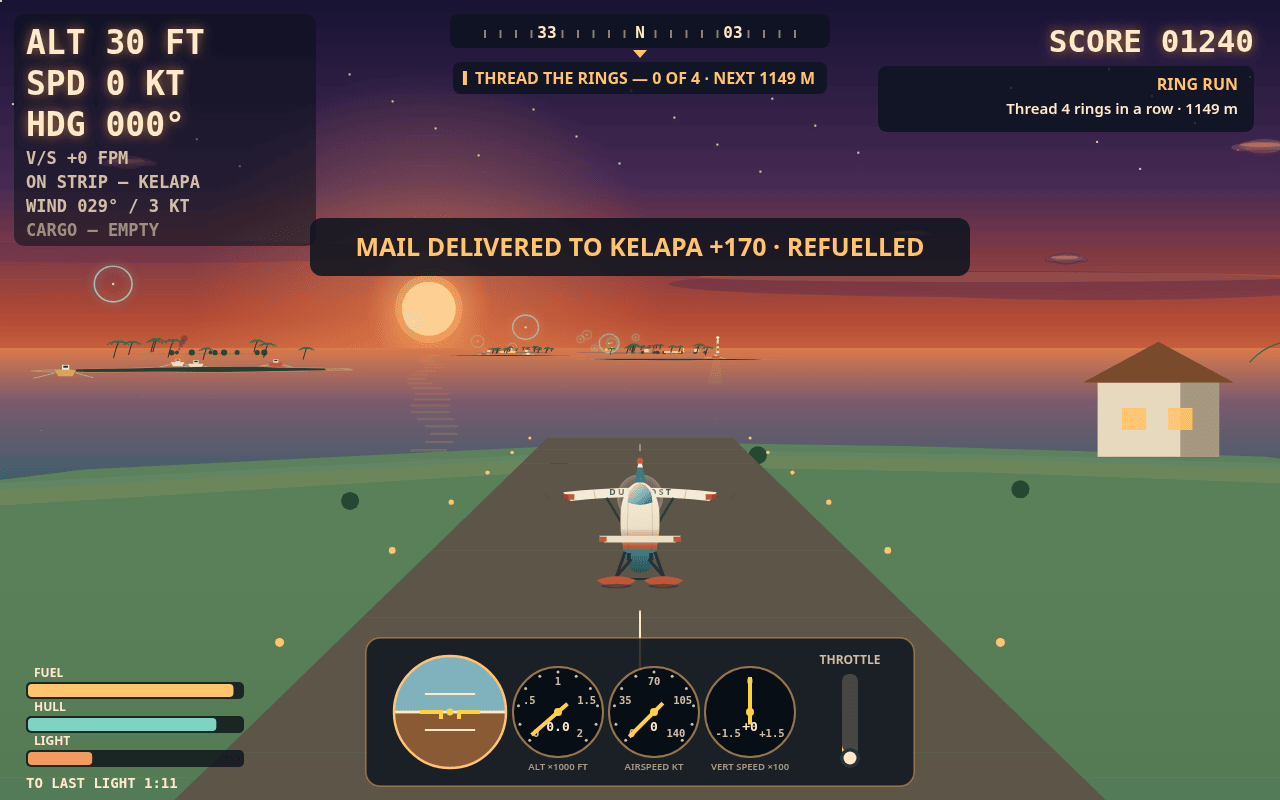 ALT 30 FT
SPD 0 KT
HDG 000°
V/S +0 FPM
ON STRIP — KELAPA
WIND 029° / 3 KT
CARGO — EMPTY
33 N 03
THREAD THE RINGS — 0 OF 4 · NEXT 1149 M
SCORE 01240
RING RUN
Thread 4 rings in a row · 1149 m
MAIL DELIVERED TO KELAPA +170 · REFUELLED
FUEL
HULL
LIGHT
TO LAST LIGHT 1:11
.5 1 1.5 2
0.0
ALT ×1000 FT
35 70 105 140
0
AIRSPEED KT
+0
-1.5 +1.5
VERT SPEED ×100
THROTTLE